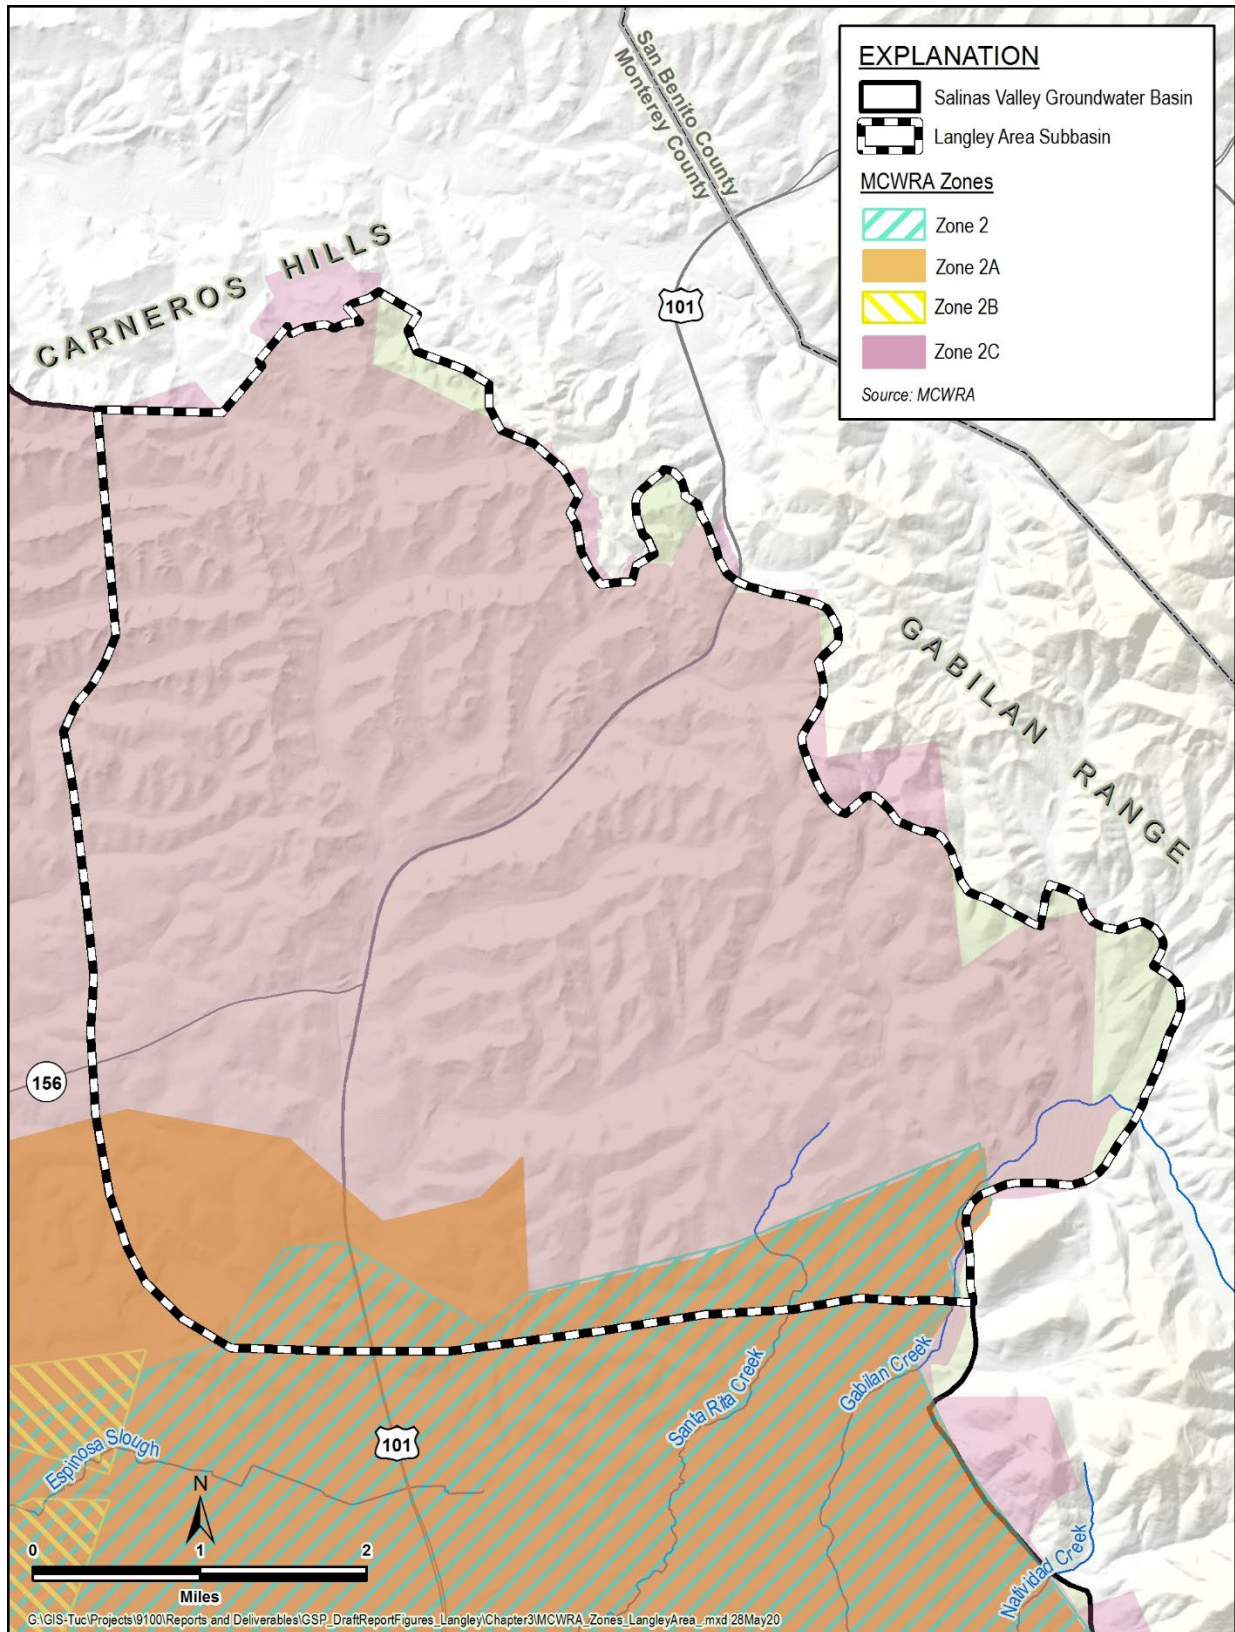 San Benito County
Monterey County
EXPLANATION
Salinas Valley Groundwater Basin
Langley Area Subbasin
MCWRA Zones
Zone 2
Zone 2A
Zone 2B
Zone 2C
Source: MCWRA
CARNEROS HILLS
101
GABILAN RANGE
156
Santa Rita Creek
Gabilan Creek
Espinosa Slough
101
Natividad Creek
N
0 1 2
Miles
G:\GIS-Tuc\Projects\9100\Reports and Deliverables\GSP_DraftReportFigures_Langley\Chapter3\MCWRA_Zones_LangleyArea_.mxd 28May20